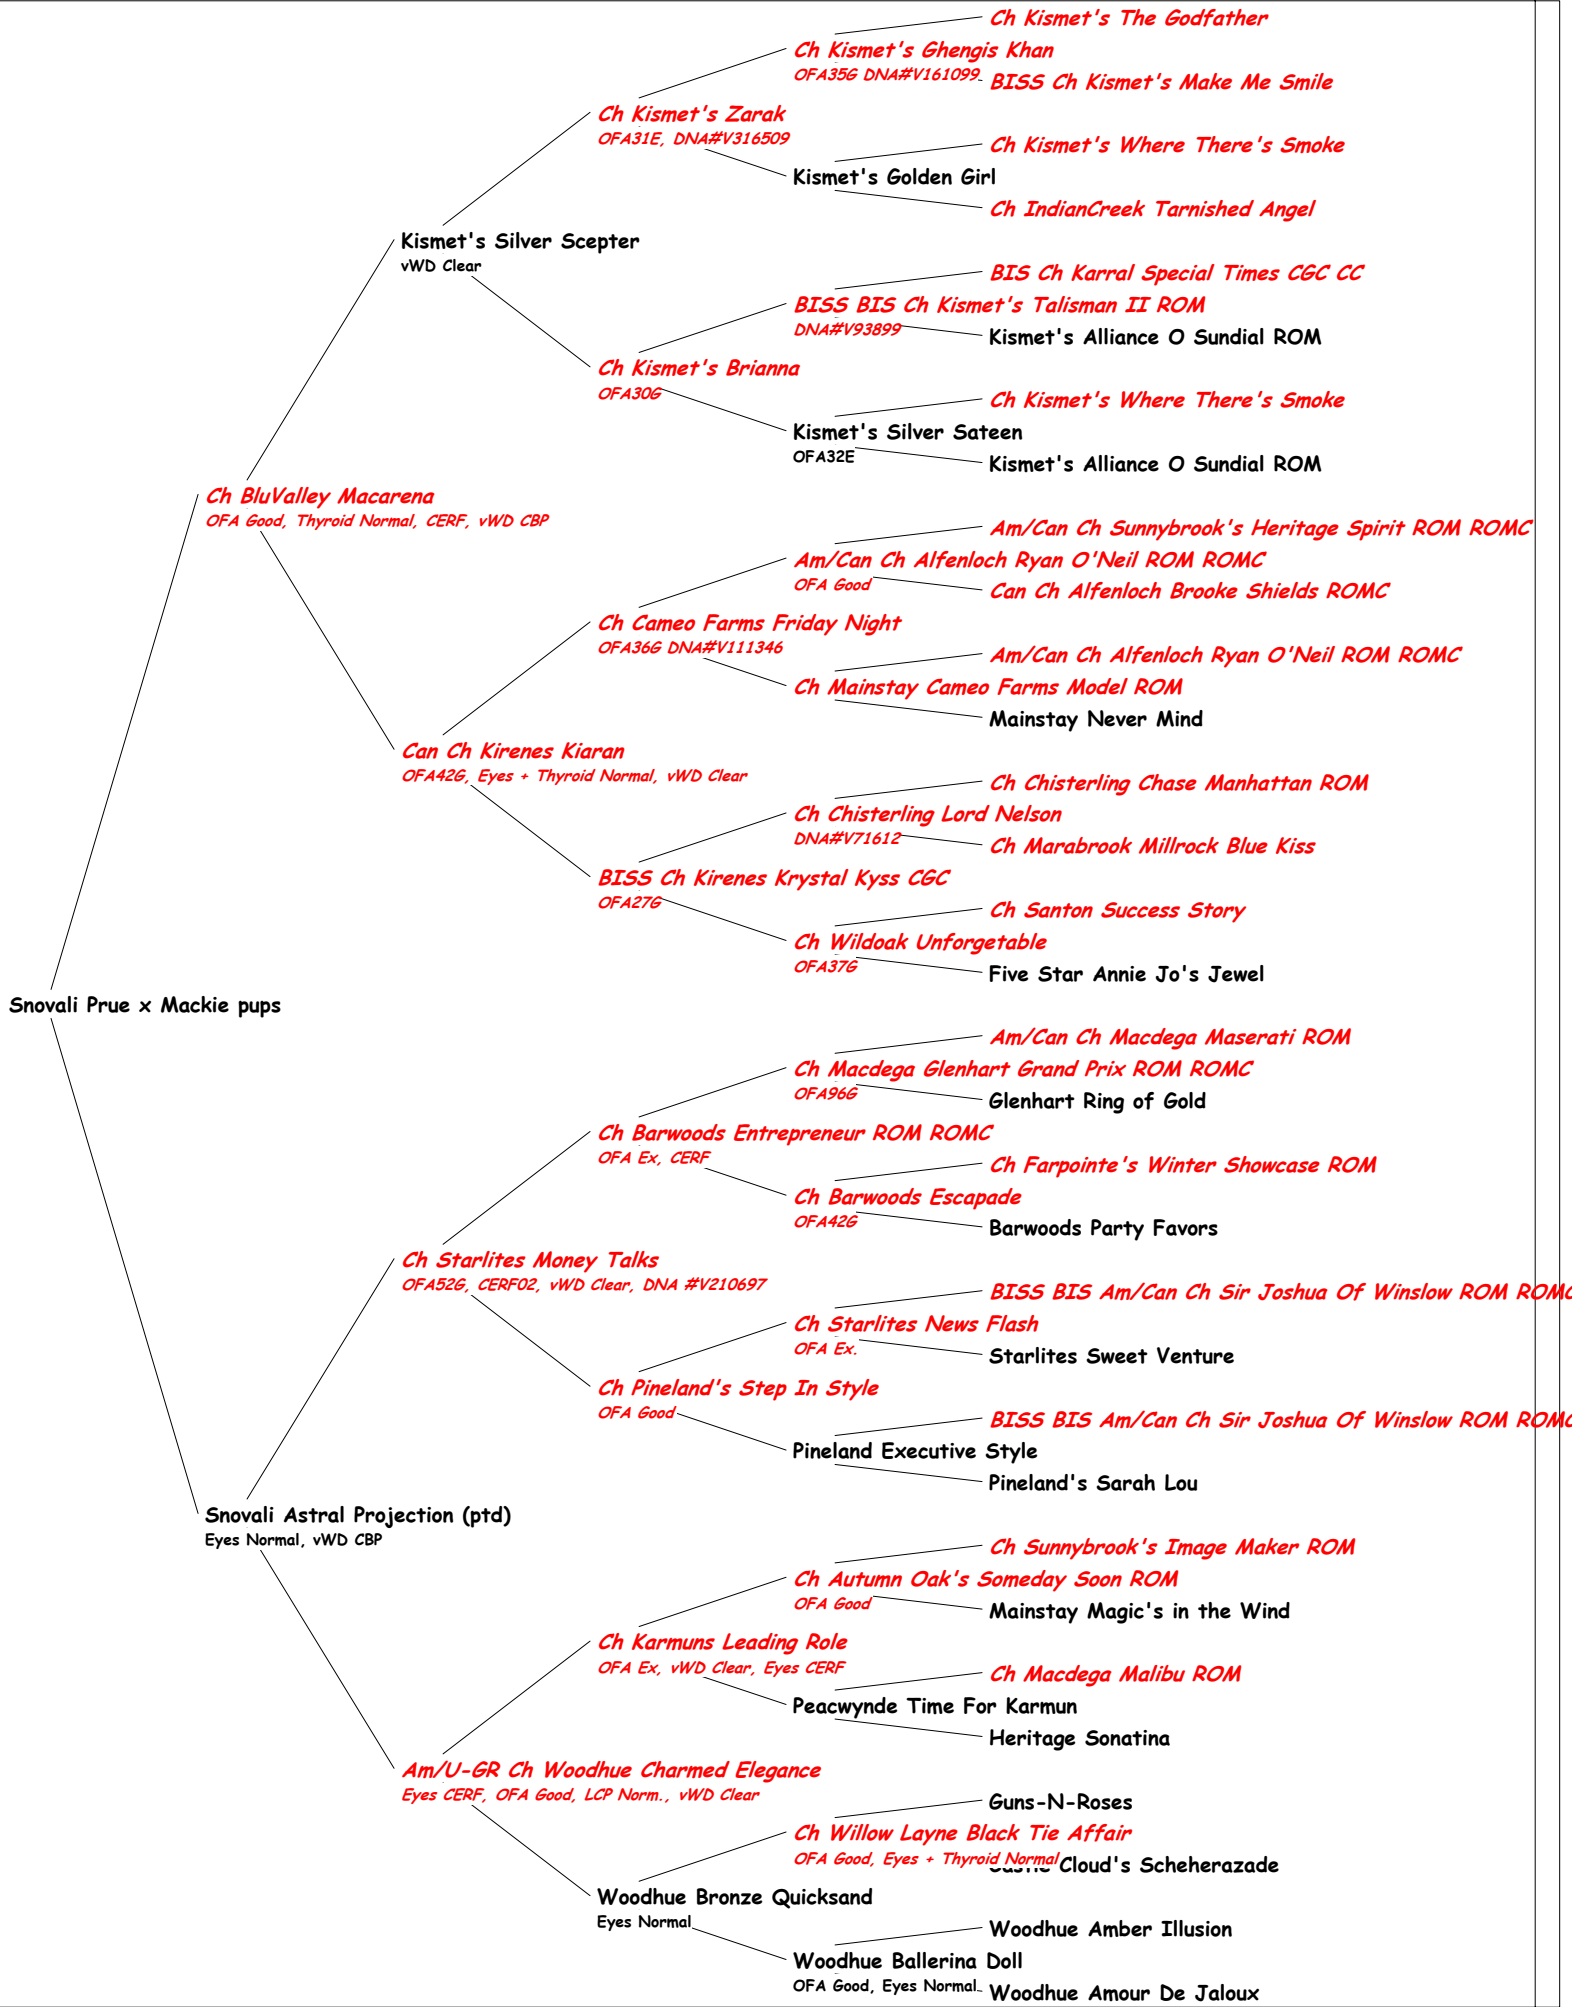 Ch Kismet's The Godfather
Ch Kismet's Ghengis Khan
OFA35G DNA#V161099
BISS Ch Kismet's Make Me Smile
Ch Kismet's Zarak
OFA31E, DNA#V316509
Ch Kismet's Where There's Smoke
Kismet's Golden Girl
Ch IndianCreek Tarnished Angel
Kismet's Silver Scepter
vWD Clear
BIS Ch Karral Special Times CGC CC
BISS BIS Ch Kismet's Talisman II ROM
DNA#V93899
Kismet's Alliance O Sundial ROM
Ch Kismet's Brianna
OFA30G
Ch Kismet's Where There's Smoke
Kismet's Silver Sateen
OFA32E
Kismet's Alliance O Sundial ROM
Ch BluValley Macarena
OFA Good, Thyroid Normal, CERF, vWD CBP
Am/Can Ch Sunnybrook's Heritage Spirit ROM ROMC
Am/Can Ch Alfenloch Ryan O'Neil ROM ROMC
OFA Good
Can Ch Alfenloch Brooke Shields ROMC
Ch Cameo Farms Friday Night
OFA36G DNA#V111346
Am/Can Ch Alfenloch Ryan O'Neil ROM ROMC
Ch Mainstay Cameo Farms Model ROM
Mainstay Never Mind
Can Ch Kirenes Kiaran
OFA42G, Eyes + Thyroid Normal, vWD Clear
Ch Chisterling Chase Manhattan ROM
Ch Chisterling Lord Nelson
DNA#V71612
Ch Marabrook Millrock Blue Kiss
BISS Ch Kirenes Krystal Kyss CGC
OFA27G
Ch Santon Success Story
Ch Wildoak Unforgetable
OFA37G
Five Star Annie Jo's Jewel
Snovali Prue x Mackie pups
Am/Can Ch Macdega Maserati ROM
Ch Macdega Glenhart Grand Prix ROM ROMC
OFA96G
Glenhart Ring of Gold
Ch Barwoods Entrepreneur ROM ROMC
OFA Ex, CERF
Ch Farpointe's Winter Showcase ROM
Ch Barwoods Escapade
OFA42G
Barwoods Party Favors
Ch Starlites Money Talks
OFA52G, CERF02, vWD Clear, DNA #V210697
BISS BIS Am/Can Ch Sir Joshua Of Winslow ROM ROMC
Ch Starlites News Flash
OFA Ex.
Starlites Sweet Venture
Ch Pineland's Step In Style
OFA Good
BISS BIS Am/Can Ch Sir Joshua Of Winslow ROM ROMC
Pineland Executive Style
Pineland's Sarah Lou
Snovali Astral Projection (ptd)
Eyes Normal, vWD CBP
Ch Sunnybrook's Image Maker ROM
Ch Autumn Oak's Someday Soon ROM
OFA Good
Mainstay Magic's in the Wind
Ch Karmuns Leading Role
OFA Ex, vWD Clear, Eyes CERF
Ch Macdega Malibu ROM
Peacwynde Time For Karmun
Heritage Sonatina
Am/U-GR Ch Woodhue Charmed Elegance
Eyes CERF, OFA Good, LCP Norm., vWD Clear
Guns-N-Roses
Ch Willow Layne Black Tie Affair
OFA Good, Eyes + Thyroid Normal
Cloud's Scheherazade
Woodhue Bronze Quicksand
Eyes Normal
Woodhue Amber Illusion
Woodhue Ballerina Doll
OFA Good, Eyes Normal
Woodhue Amour De Jaloux